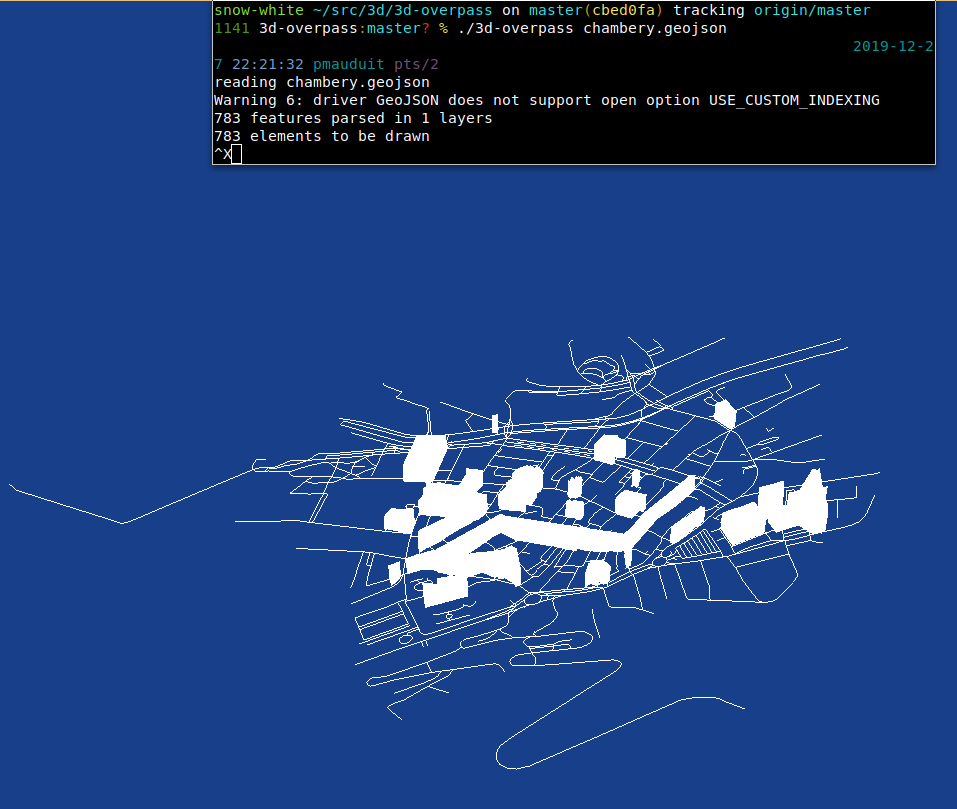 snow-white ~/src/3d/3d-overpass on master(cbed0fa) tracking origin/master
1141 3d-overpass:master? % ./3d-overpass chambery.geojson
2019-12-2
7 22:21:32 pmauduit pts/2
reading chambery.geojson
Warning 6: driver GeoJSON does not support open option USE_CUSTOM_INDEXING
783 features parsed in 1 layers
783 elements to be drawn
^X